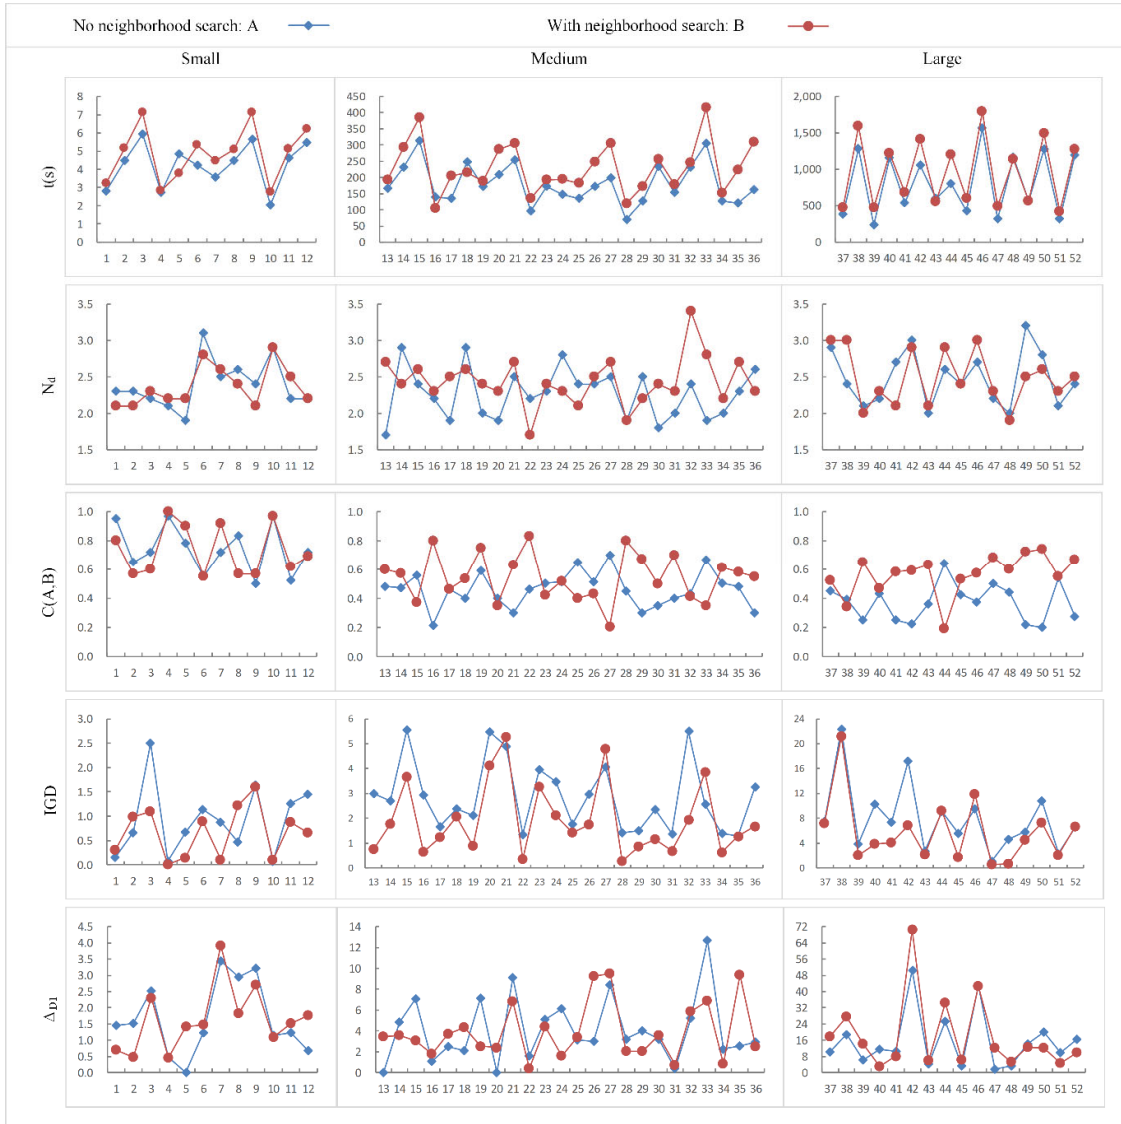 No neighborhood search: A With neighborhood search: B
Small Medium Large
t(s)
8 7 6 5 4 3 2 1 0
1 2 3 4 5 6 7 8 9 10 11 12
450 400 350 300 250 200 150 100 50 0
13 14 15 16 17 18 19 20 21 22 23 24 25 26 27 28 29 30 31 32 33 34 35 36
2,000 1,500 1,000 500 0
37 38 39 40 41 42 43 44 45 46 47 48 49 50 51 52
Nd
3.5 3.0 2.5 2.0 1.5
1 2 3 4 5 6 7 8 9 10 11 12
3.5 3.0 2.5 2.0 1.5
13 14 15 16 17 18 19 20 21 22 23 24 25 26 27 28 29 30 31 32 33 34 35 36
3.5 3.0 2.5 2.0 1.5
37 38 39 40 41 42 43 44 45 46 47 48 49 50 51 52
C(A,B)
1.0 0.8 0.6 0.4 0.2 0.0
1 2 3 4 5 6 7 8 9 10 11 12
1.0 0.8 0.6 0.4 0.2 0.0
13 14 15 16 17 18 19 20 21 22 23 24 25 26 27 28 29 30 31 32 33 34 35 36
1.0 0.8 0.6 0.4 0.2 0.0
37 38 39 40 41 42 43 44 45 46 47 48 49 50 51 52
IGD
3.0 2.5 2.0 1.5 1.0 0.5 0.0
1 2 3 4 5 6 7 8 9 10 11 12
6 5 4 3 2 1 0
13 14 15 16 17 18 19 20 21 22 23 24 25 26 27 28 29 30 31 32 33 34 35 36
24 20 16 12 8 4 0
37 38 39 40 41 42 43 44 45 46 47 48 49 50 51 52
ΔD1
4.5 4.0 3.5 3.0 2.5 2.0 1.5 1.0 0.5 0.0
1 2 3 4 5 6 7 8 9 10 11 12
14 12 10 8 6 4 2 0
13 14 15 16 17 18 19 20 21 22 23 24 25 26 27 28 29 30 31 32 33 34 35 36
72 64 56 48 40 32 24 16 8 0
37 38 39 40 41 42 43 44 45 46 47 48 49 50 51 52